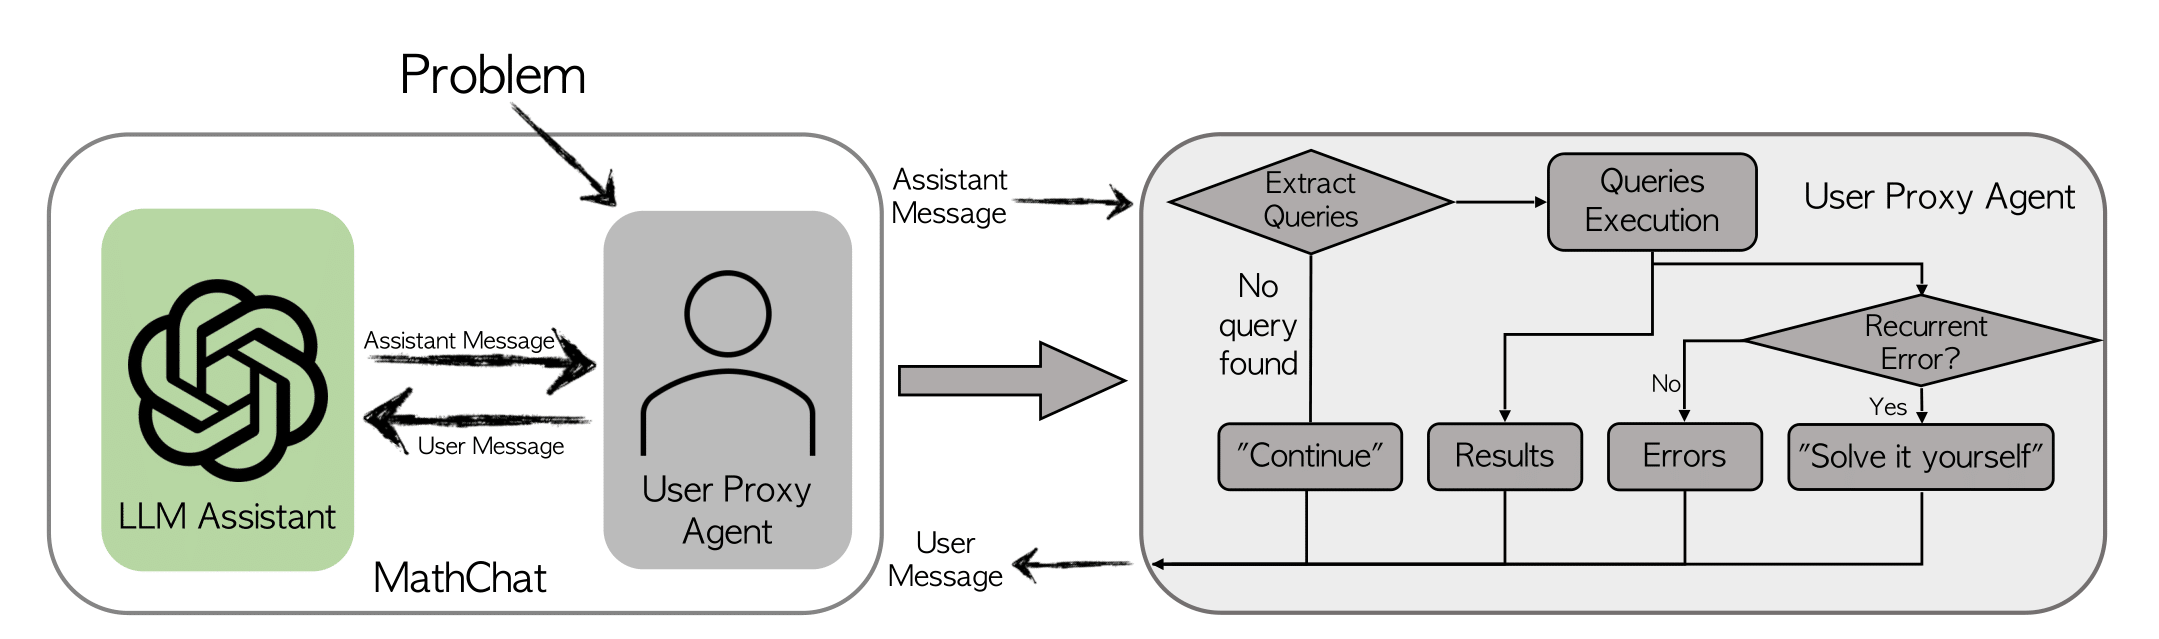 Problem
Assistant Message
User Message
LLM Assistant
User Proxy
Agent
MathChat
Assistant
Message
User
Message
Extract
Queries
Queries
Execution
User Proxy Agent
No
query
found
Recurrent
Error?
No
Yes
"Continue"
Results
Errors
"Solve it yourself"